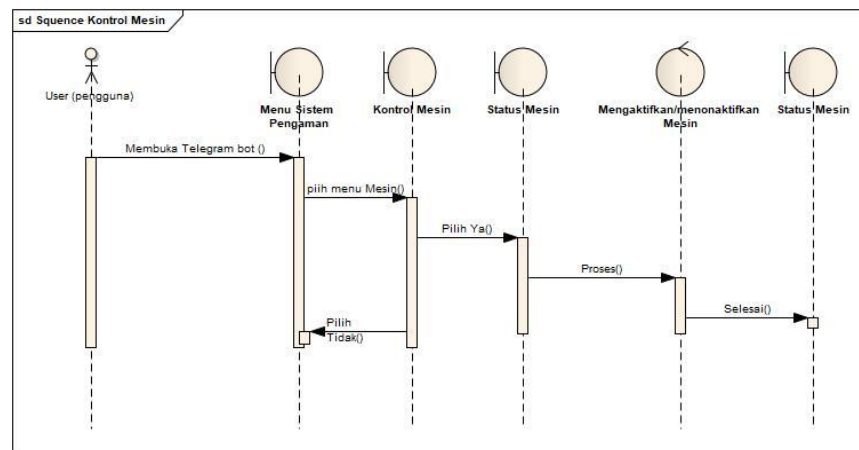 sd Squence Kontrol Mesin
User (pengguna)
Menu Sistem
Pengaman
Kontrol Mesin
Status Mesin
Mengaktifkan/menonaktifkan
Mesin
Status Mesin
Membuka Telegram bot ()
piih menu Mesin()
Pilih Ya()
Proses()
Selesai()
Pilih
Tidak()